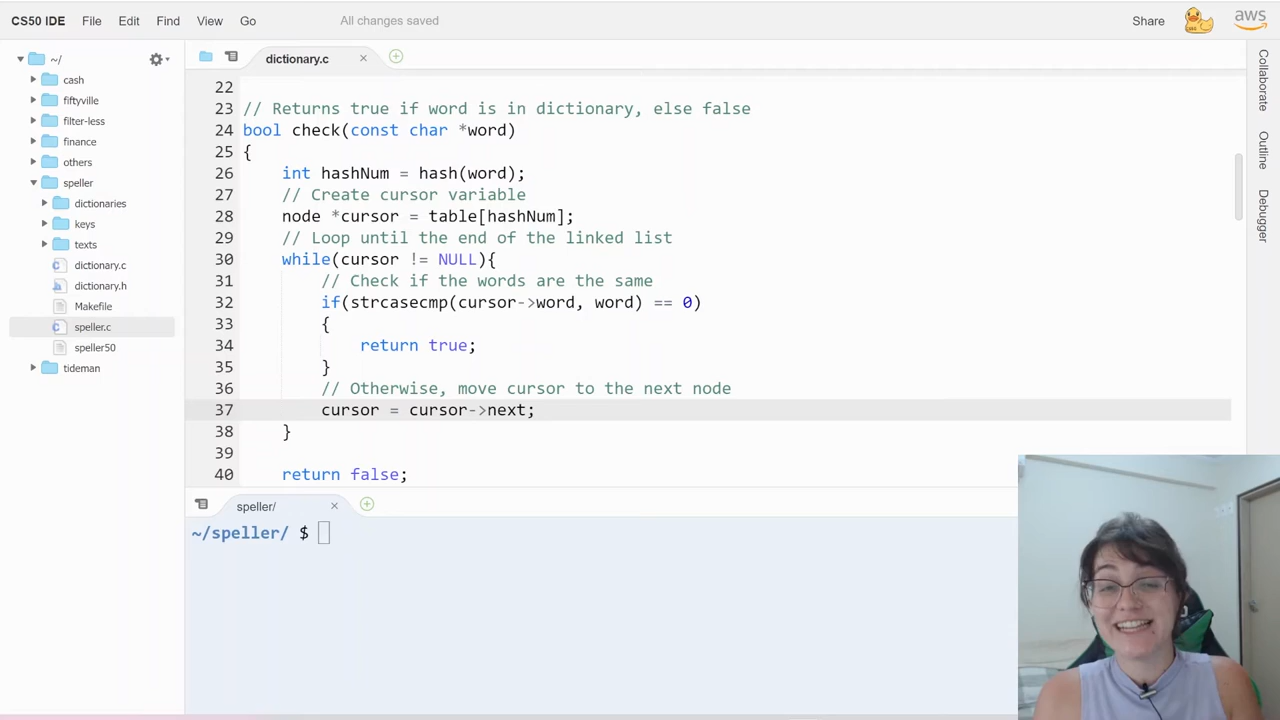 CS50 IDE File Edit Find View Go All changes saved Share aws
~/
cash
fiftyville
filter-less
finance
others
speller
dictionaries
keys
texts
dictionary.c
dictionary.h
Makefile
speller.c
speller50
tideman
dictionary.c
22
23 // Returns true if word is in dictionary, else false
24 bool check(const char *word)
25 {
26 int hashNum = hash(word);
27 // Create cursor variable
28 node *cursor = table[hashNum];
29 // Loop until the end of the linked list
30 while(cursor != NULL){
31 // Check if the words are the same
32 if(strcasecmp(cursor->word, word) == 0)
33 {
34 return true;
35 }
36 // Otherwise, move cursor to the next node
37 cursor = cursor->next;
38 }
39
40 return false;
speller/
~/speller/ $
Collaborate
Outline
Debugger